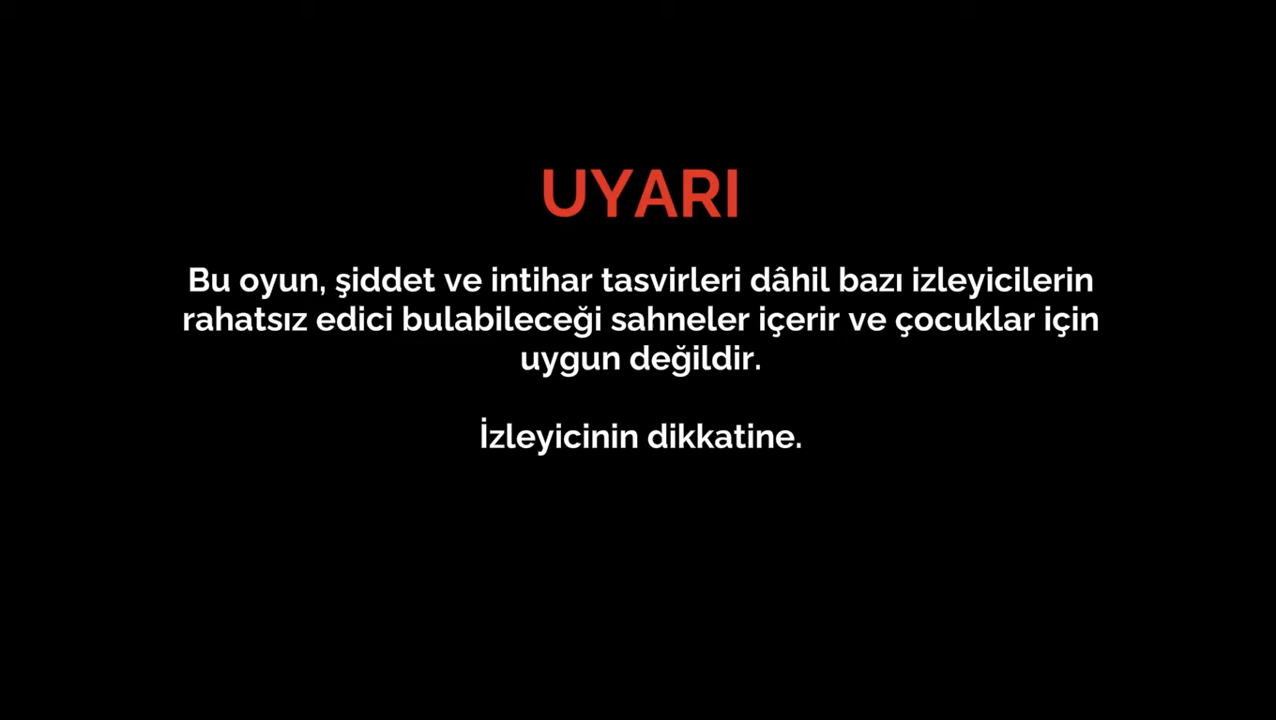 UYARI
Bu oyun, şiddet ve intihar tasvirleri dâhil bazı izleyicilerin
rahatsız edici bulabileceği sahneler içerir ve çocuklar için
uygun değildir.
İzleyicinin dikkatine.